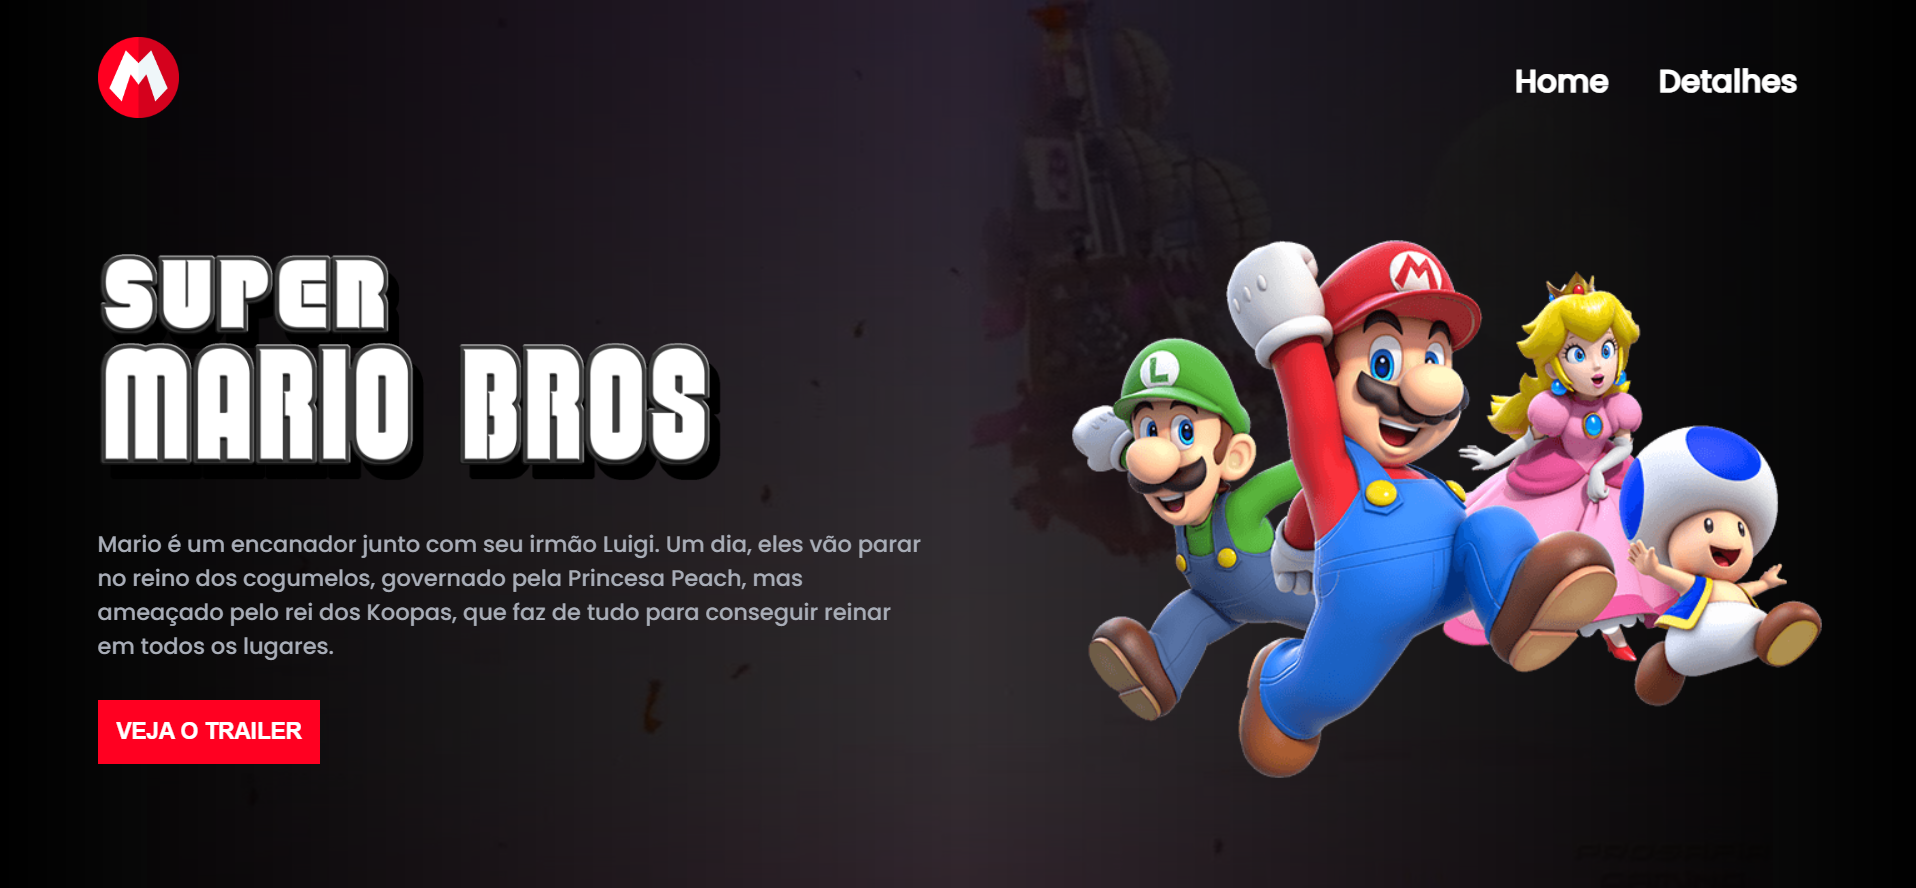 M
Home Detalhes
SUPER
MARIO BROS
M
L
Mario é um encanador junto com seu irmão Luigi. Um dia, eles vão parar
no reino dos cogumelos, governado pela Princesa Peach, mas
ameaçado pelo rei dos Koopas, que faz de tudo para conseguir reinar
em todos os lugares.
VEJA O TRAILER